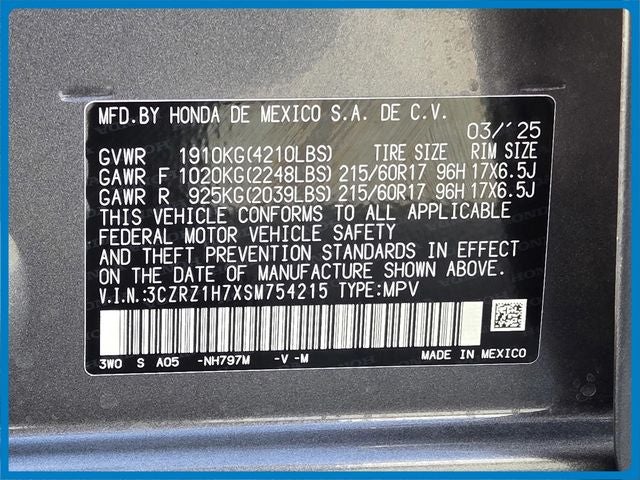 MFD.BY HONDA DE MEXICO S.A. DE C.V.
03/'25
GVWR 1910KG(4210LBS) TIRE SIZE RIM SIZE
GAWR F 1020KG(2248LBS) 215/60R17 96H 17X6.5J
GAWR R 925KG(2039LBS) 215/60R17 96H 17X6.5J
THIS VEHICLE CONFORMS TO ALL APPLICABLE
FEDERAL MOTOR VEHICLE SAFETY
AND THEFT PREVENTION STANDARDS IN EFFECT
ON THE DATE OF MANUFACTURE SHOWN ABOVE.
V.I.N.:3CZRZ1H7XSM754215 TYPE:MPV
3W0 S A05 -NH797M -V -M MADE IN MEXICO